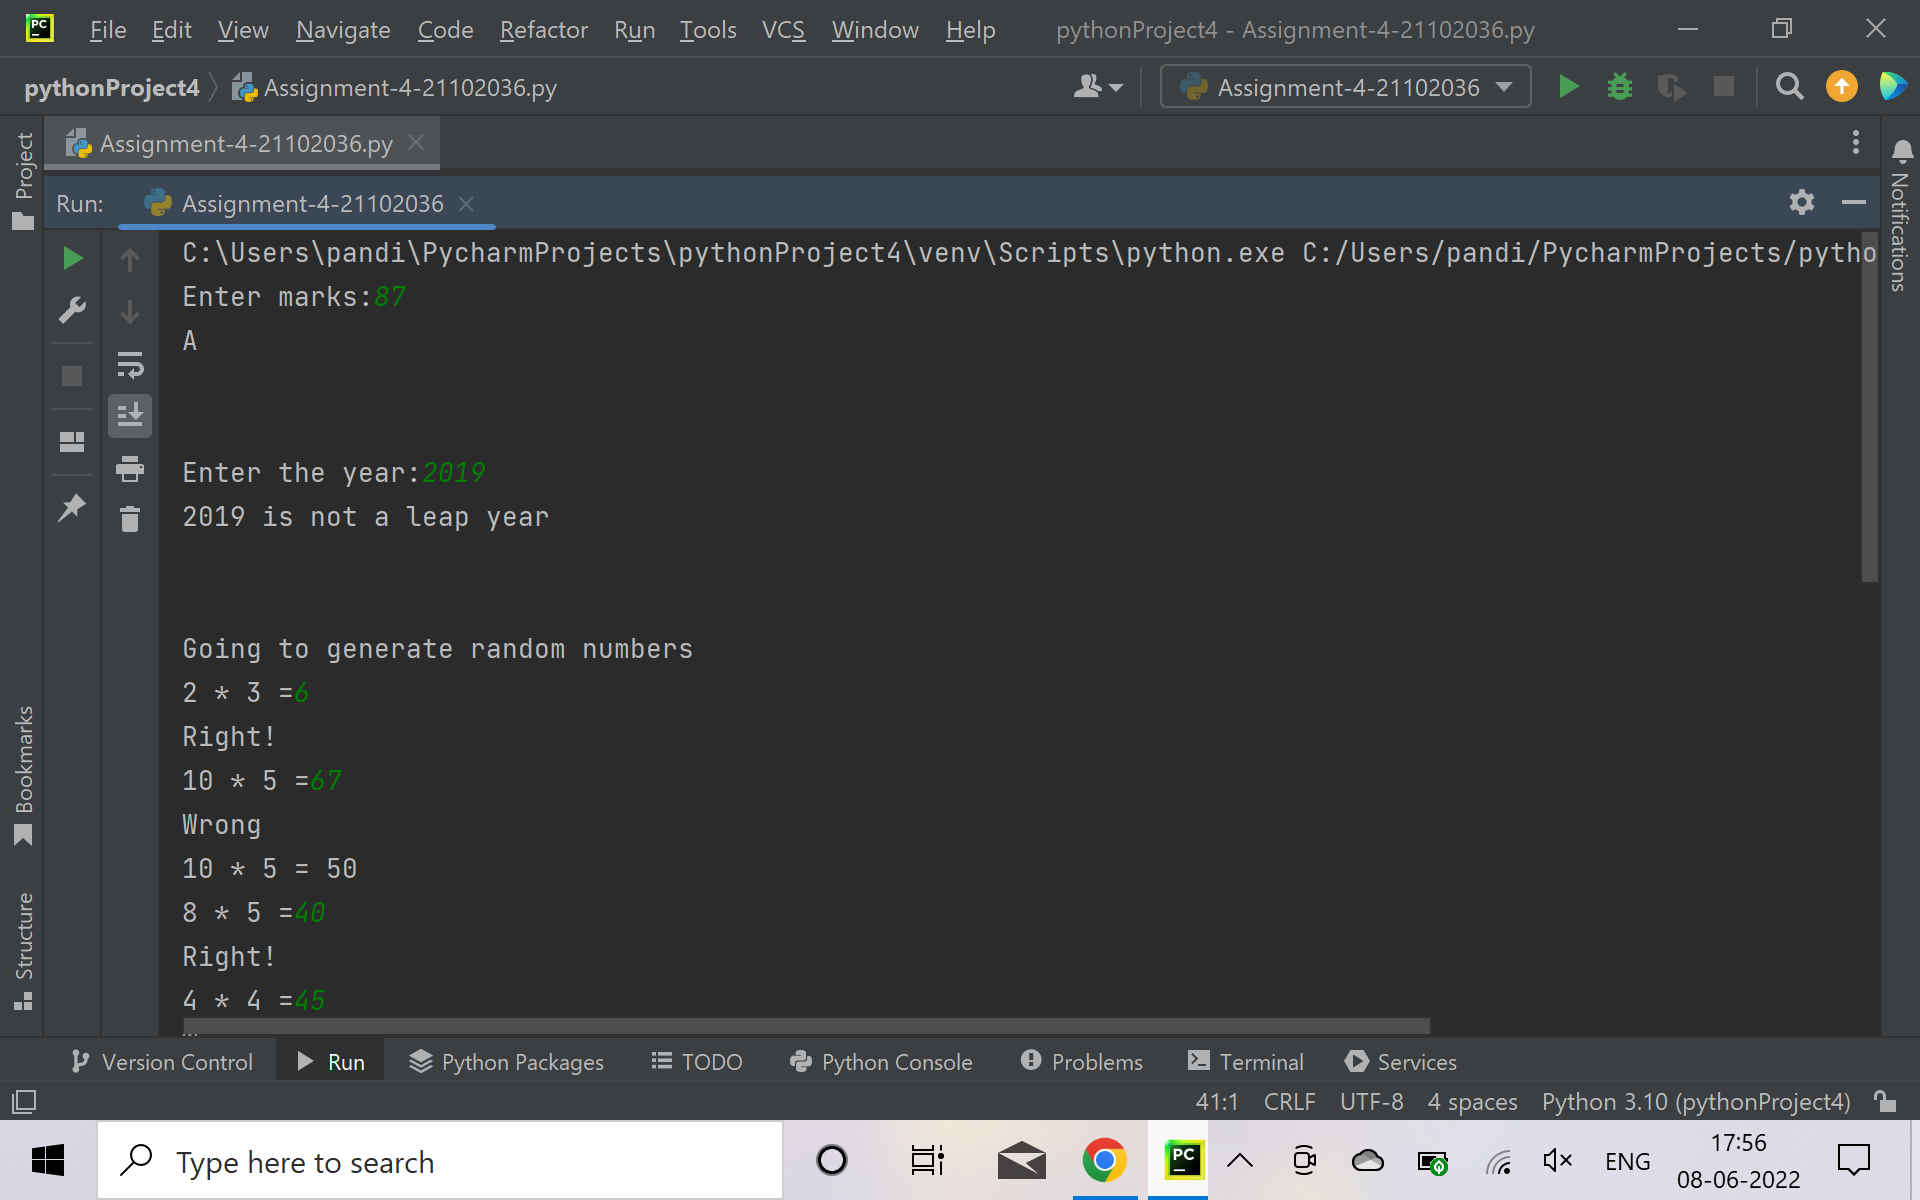 PC
File Edit View Navigate Code Refactor Run Tools VCS Window Help pythonProject4 - Assignment-4-21102036.py
pythonProject4 Assignment-4-21102036.py Assignment-4-21102036
Assignment-4-21102036.py
Run: Assignment-4-21102036
Project
Bookmarks
Structure
Notifications
C:\Users\pandi\PycharmProjects\pythonProject4\venv\Scripts\python.exe C:/Users/pandi/PycharmProjects/pytho
Enter marks:87
A
Enter the year:2019
2019 is not a leap year
Going to generate random numbers
2 * 3 =6
Right!
10 * 5 =67
Wrong
10 * 5 = 50
8 * 5 =40
Right!
4 * 4 =45
Version Control Run Python Packages TODO Python Console Problems Terminal Services
41:1 CRLF UTF-8 4 spaces Python 3.10 (pythonProject4)
Type here to search PC ENG 17:56
08-06-2022